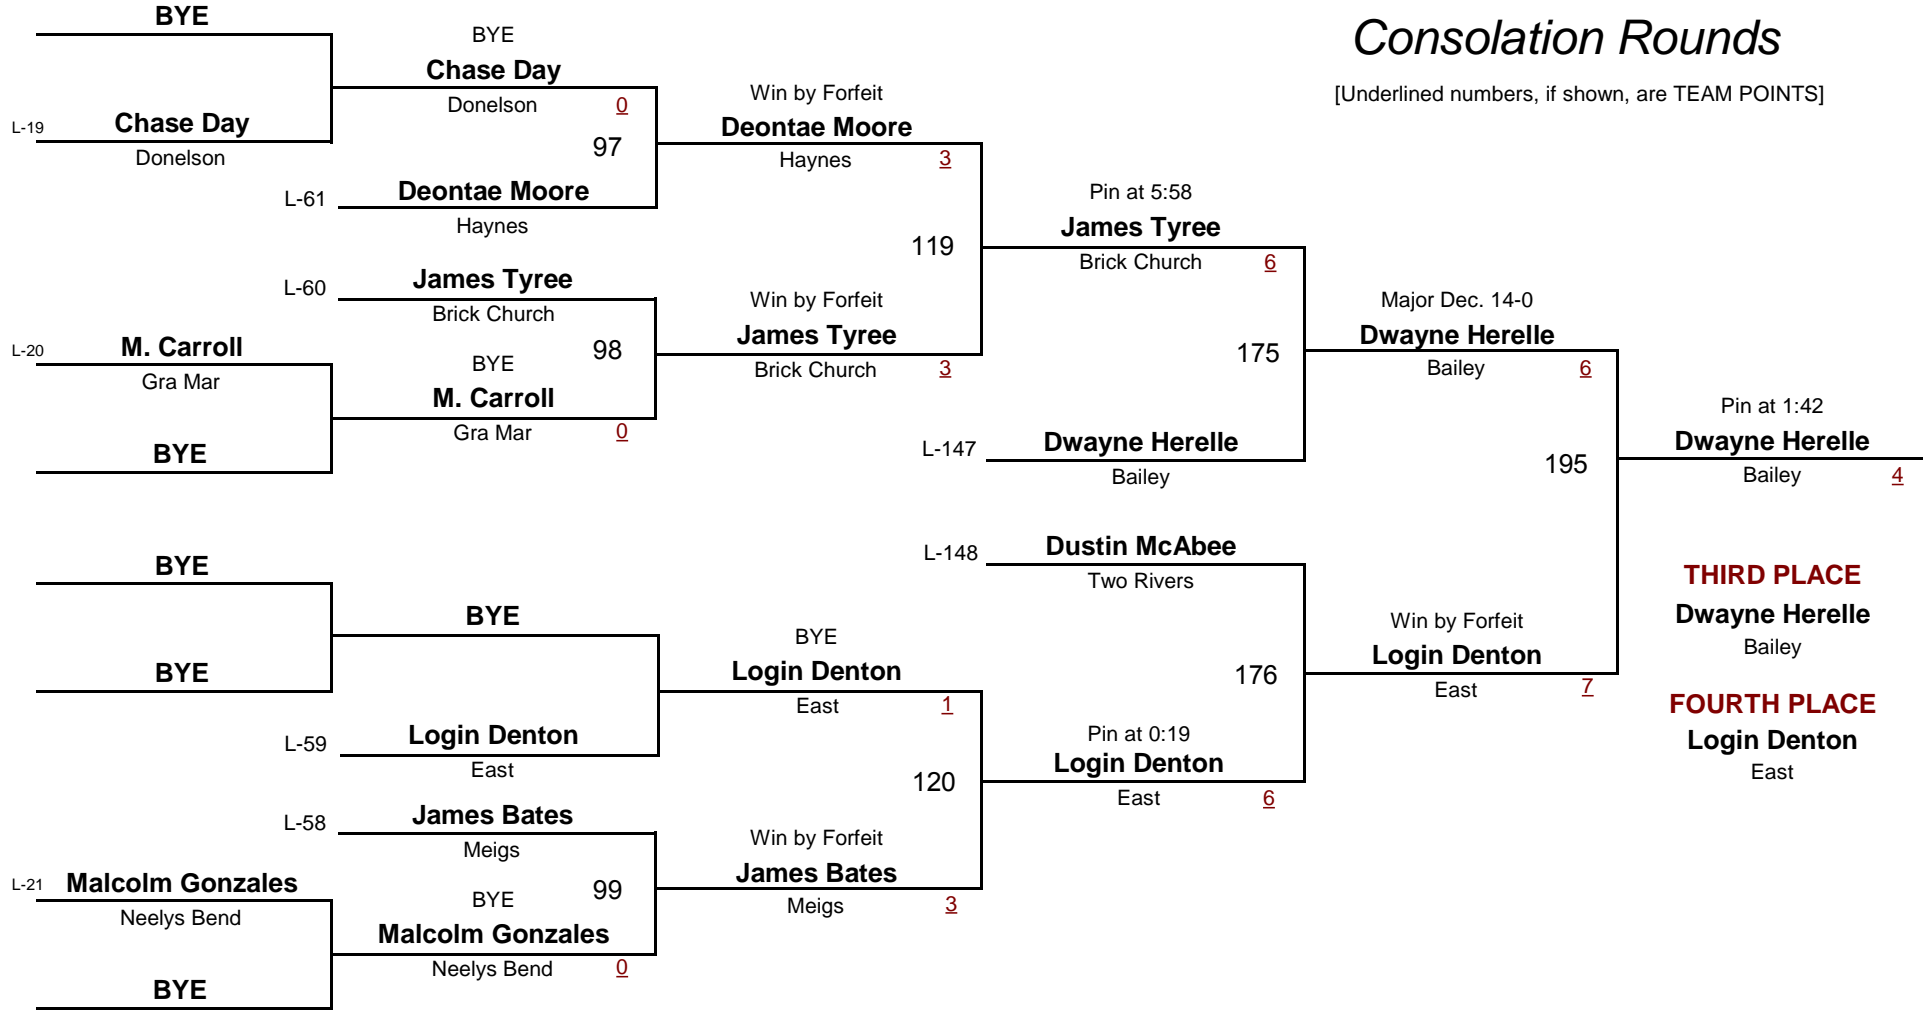 Consolation Rounds
[Underlined numbers, if shown, are TEAM POINTS]
BYE
L-19 Chase Day
Donelson
BYE
Chase Day
Donelson 0
97
L-61 Deontae Moore
Haynes
Win by Forfeit
Deontae Moore
Haynes 3
L-60 James Tyree
Brick Church
L-20 M. Carroll
Gra Mar
BYE
98
BYE
M. Carroll
Gra Mar 0
Win by Forfeit
James Tyree
Brick Church 3
119
Pin at 5:58
James Tyree
Brick Church 6
175
L-147 Dwayne Herelle
Bailey
Major Dec. 14-0
Dwayne Herelle
Bailey 6
195
Pin at 1:42
Dwayne Herelle
Bailey 4
BYE
BYE
BYE
L-59 Login Denton
East
BYE
Login Denton
East 1
L-58 James Bates
Meigs
L-21 Malcolm Gonzales
Neelys Bend
BYE
99
BYE
Malcolm Gonzales
Neelys Bend 0
Win by Forfeit
James Bates
Meigs 3
120
Pin at 0:19
Login Denton
East 6
L-148 Dustin McAbee
Two Rivers
176
Win by Forfeit
Login Denton
East 7
THIRD PLACE
Dwayne Herelle
Bailey
FOURTH PLACE
Login Denton
East